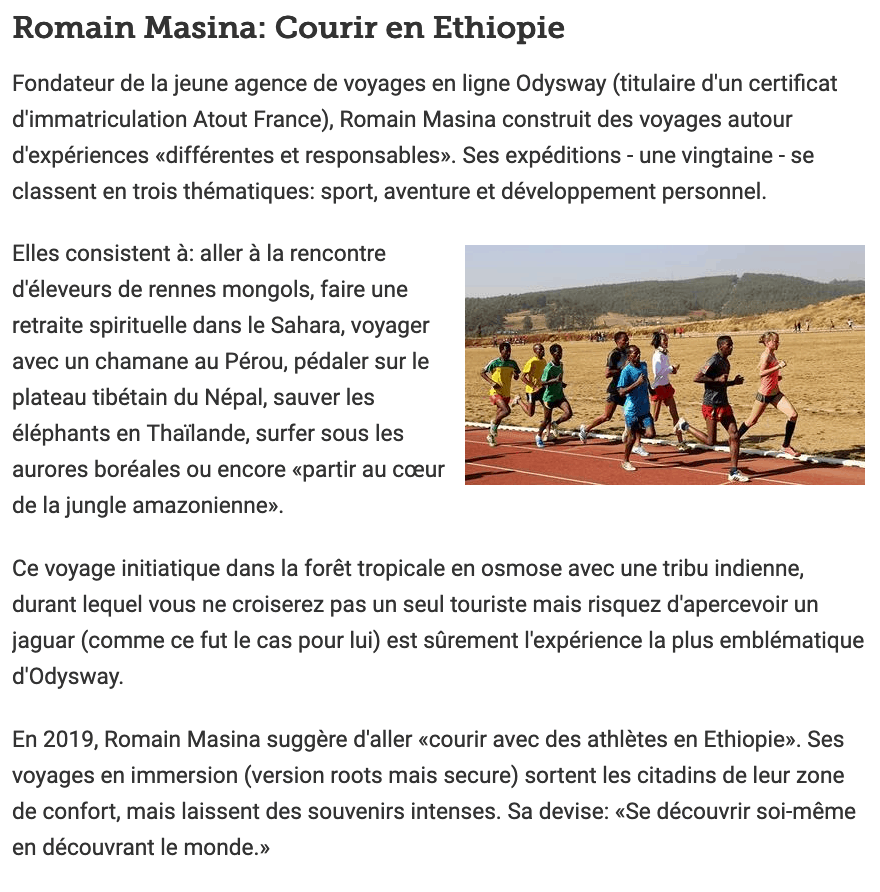 Romain Masina: Courir en Ethiopie
Fondateur de la jeune agence de voyages en ligne Odysway (titulaire d'un certificat
d'immatriculation Atout France), Romain Masina construit des voyages autour
d'expériences «différentes et responsables». Ses expéditions - une vingtaine - se
classent en trois thématiques: sport, aventure et développement personnel.
Elles consistent à: aller à la rencontre
d'éleveurs de rennes mongols, faire une
retraite spirituelle dans le Sahara, voyager
avec un chamane au Pérou, pédaler sur le
plateau tibétain du Népal, sauver les
éléphants en Thaïlande, surfer sous les
aurores boréales ou encore «partir au cœur
de la jungle amazonienne».
Ce voyage initiatique dans la forêt tropicale en osmose avec une tribu indienne,
durant lequel vous ne croiserez pas un seul touriste mais risquez d'apercevoir un
jaguar (comme ce fut le cas pour lui) est sûrement l'expérience la plus emblématique
d'Odysway.
En 2019, Romain Masina suggère d'aller «courir avec des athlètes en Ethiopie». Ses
voyages en immersion (version roots mais secure) sortent les citadins de leur zone
de confort, mais laissent des souvenirs intenses. Sa devise: «Se découvrir soi-même
en découvrant le monde.»